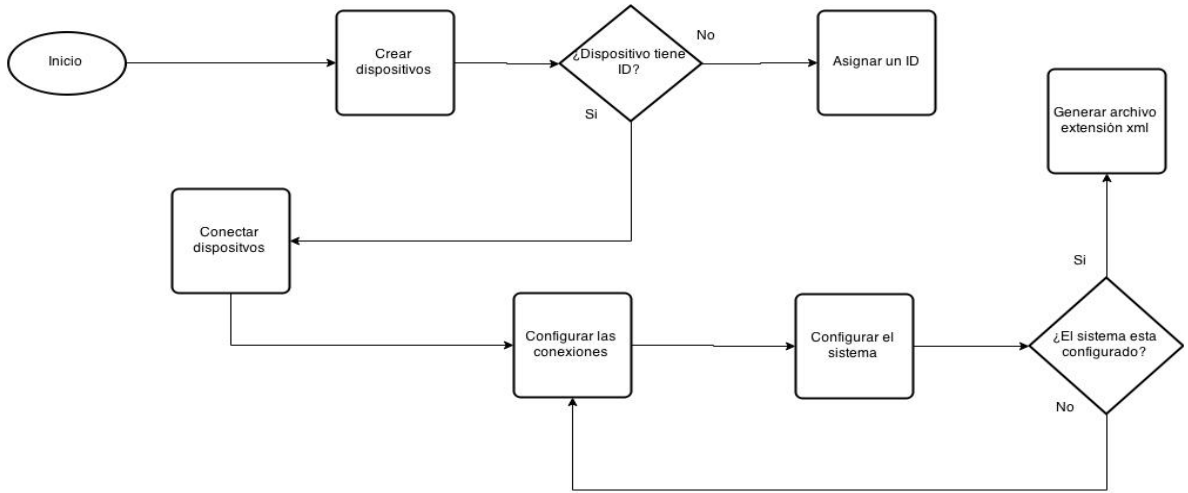 Inicio
Crear
dispositivos
¿Dispositivo tiene
ID?
No
Asignar un ID
Si
Generar archivo
extensión xml
Conectar
dispositvos
Configurar las
conexiones
Configurar el
sistema
Si
¿El sistema esta
configurado?
No